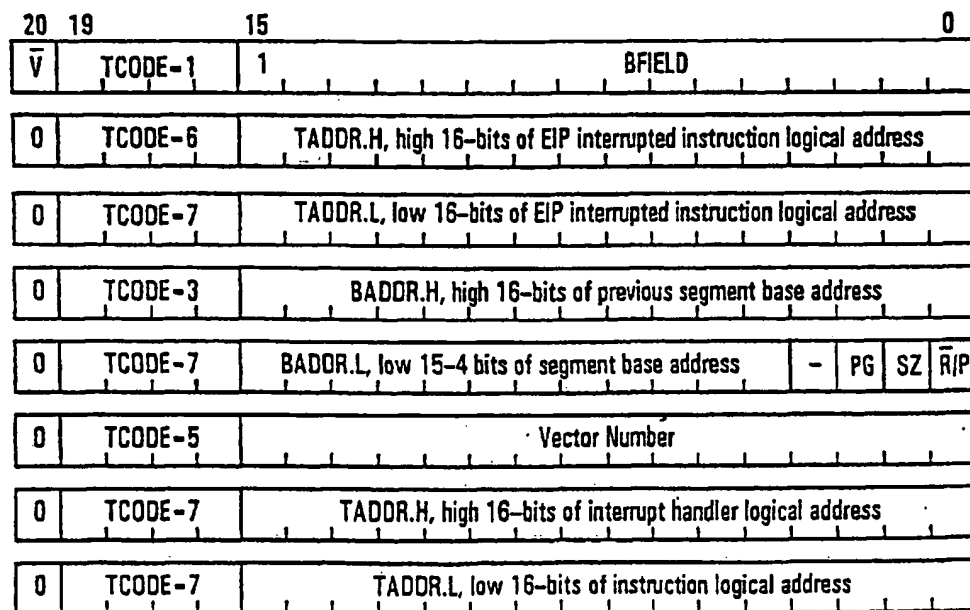 20 19 15 0
V̅ TCODE-1 1 BFIELD
0 TCODE-6 TADDR.H, high 16-bits of EIP interrupted instruction logical address
0 TCODE-7 TADDR.L, low 16-bits of EIP interrupted instruction logical address
0 TCODE-3 BADDR.H, high 16-bits of previous segment base address
0 TCODE-7 BADDR.L, low 15-4 bits of segment base address - PG SZ R̅/P
0 TCODE-5 Vector Number
0 TCODE-7 TADDR.H, high 16-bits of interrupt handler logical address
0 TCODE-7 TADDR.L, low 16-bits of instruction logical address